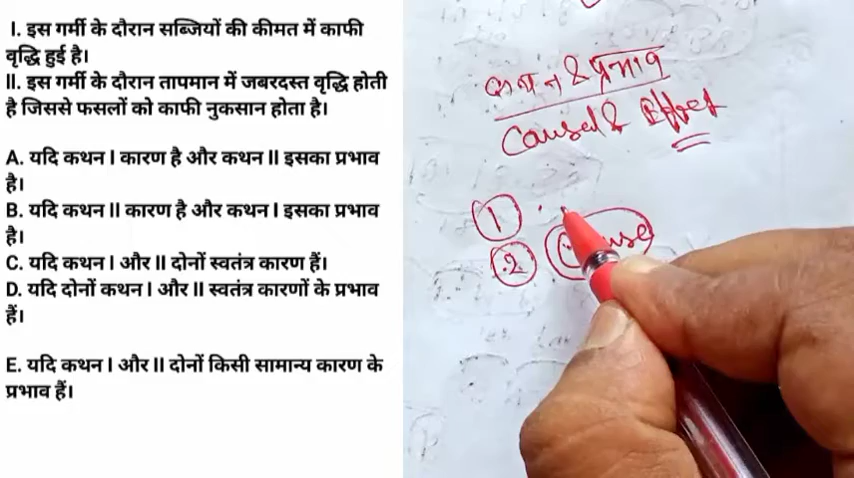 I. इस गर्मी के दौरान सब्जियों की कीमत में काफी
वृद्धि हुई है।
II. इस गर्मी के दौरान तापमान में जबरदस्त वृद्धि होती
है जिससे फसलों को काफी नुकसान होता है।
A. यदि कथन I कारण है और कथन II इसका प्रभाव
है।
B. यदि कथन II कारण है और कथन I इसका प्रभाव
है।
C. यदि कथन I और II दोनों स्वतंत्र कारण हैं।
D. यदि दोनों कथन I और II स्वतंत्र कारणों के प्रभाव
हैं।
E. यदि कथन I और II दोनों किसी सामान्य कारण के
प्रभाव हैं।
& प्रभाव
& Effect
1
2